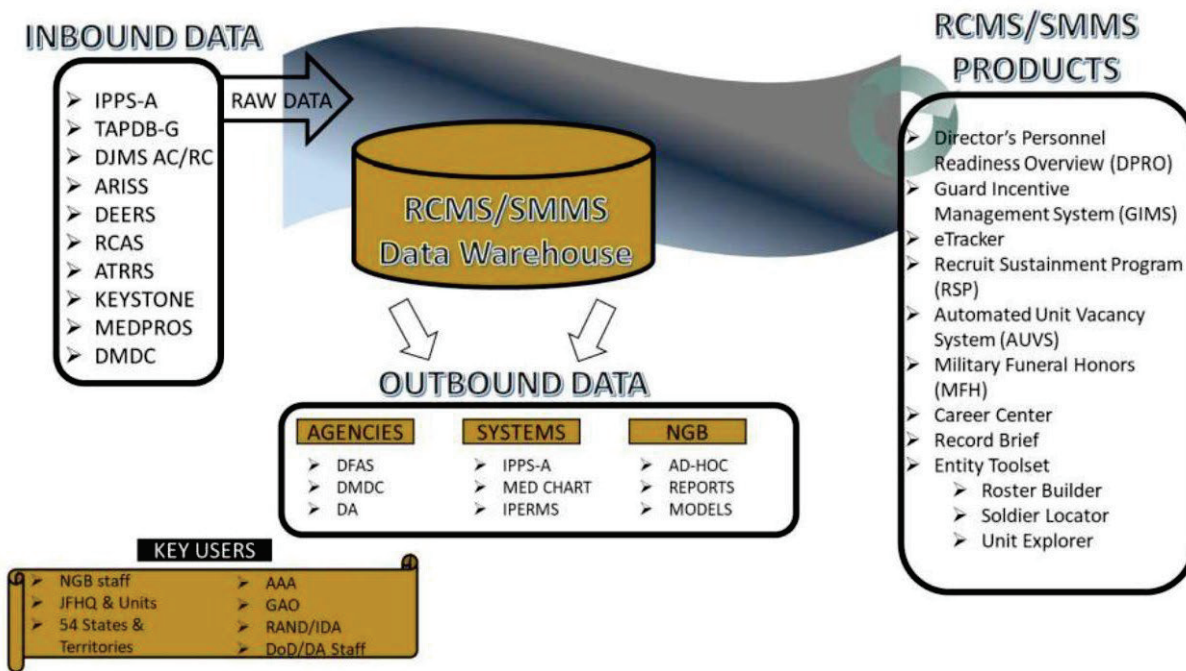 INBOUND DATA
➢ IPPS-A
➢ TAPDB-G
➢ DJMS AC/RC
➢ ARISS
➢ DEERS
➢ RCAS
➢ ATRRS
➢ KEYSTONE
➢ MEDPROS
➢ DMDC
RAW DATA
RCMS/SMMS
Data Warehouse
OUTBOUND DATA
AGENCIES
➢ DFAS
➢ DMDC
➢ DA
SYSTEMS
➢ IPPS-A
➢ MED CHART
➢ IPERMS
NGB
➢ AD-HOC
➢ REPORTS
➢ MODELS
RCMS/SMMS
PRODUCTS
➢ Director's Personnel
Readiness Overview (DPRO)
➢ Guard Incentive
Management System (GIMS)
➢ eTracker
➢ Recruit Sustainment Program
(RSP)
➢ Automated Unit Vacancy
System (AUVS)
➢ Military Funeral Honors
(MFH)
➢ Career Center
➢ Record Brief
➢ Entity Toolset
➢ Roster Builder
➢ Soldier Locator
➢ Unit Explorer
KEY USERS
➢ NGB staff
➢ JFHQ & Units
➢ 54 States &
Territories
➢ AAA
➢ GAO
➢ RAND/IDA
➢ DoD/DA Staff